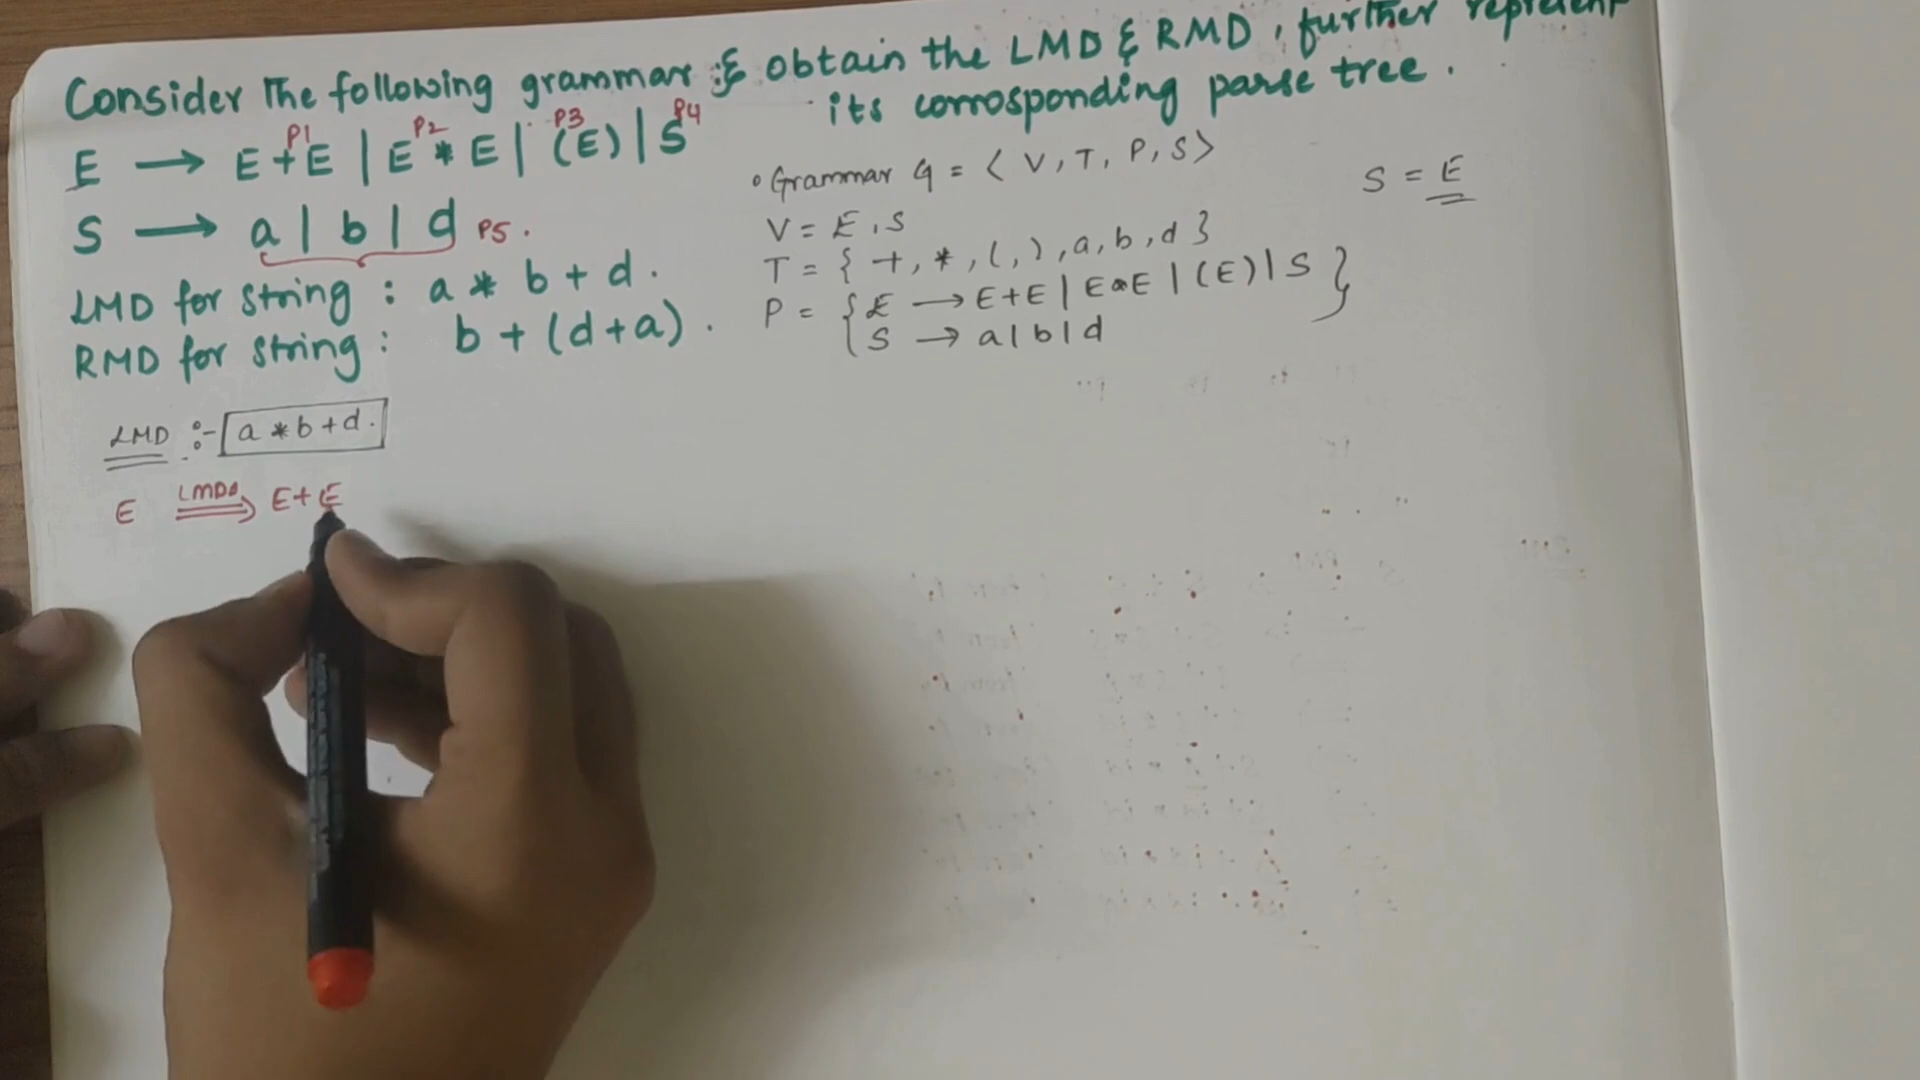 Consider The following grammar & obtain the LMD & RMD, further represent
its corrosponding parse tree.
P1 P2 P3 P4
E → E+E | E * E | (E) | S
S → a | b | d P5.
LMD for string : a * b + d.
RMD for string : b + (d+a).
Grammar G = < V, T, P, S >
S = E
V = E, S
T = { +, *, (, ), a, b, d }
P = { E → E+E | E*E | (E) | S }
S → a | b | d
LMD :- a * b + d.
E LMD⇒ E+E